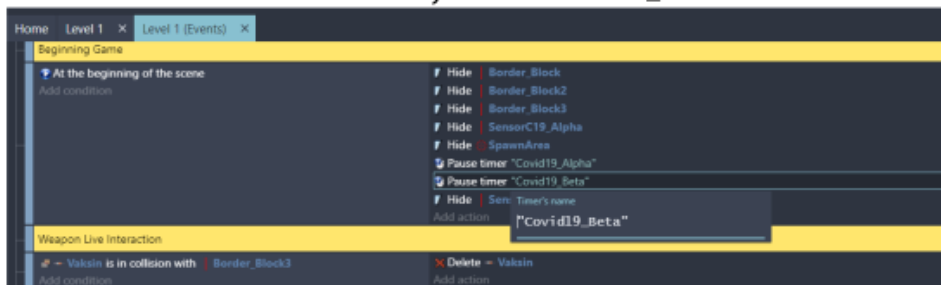 Home Level 1 × Level 1 (Events) ×
Beginning Game
At the beginning of the scene
Add condition
Hide Border_Block
Hide Border_Block2
Hide Border_Block3
Hide SensorC19_Alpha
Hide SpawnArea
Pause timer "Covid19_Alpha"
Pause timer "Covid19_Beta"
Hide Sen
Timer's name
"Covid19_Beta"
Add action
Weapon Live Interaction
Vaksin is in collision with Border_Block3
Add condition
Delete Vaksin
Add action